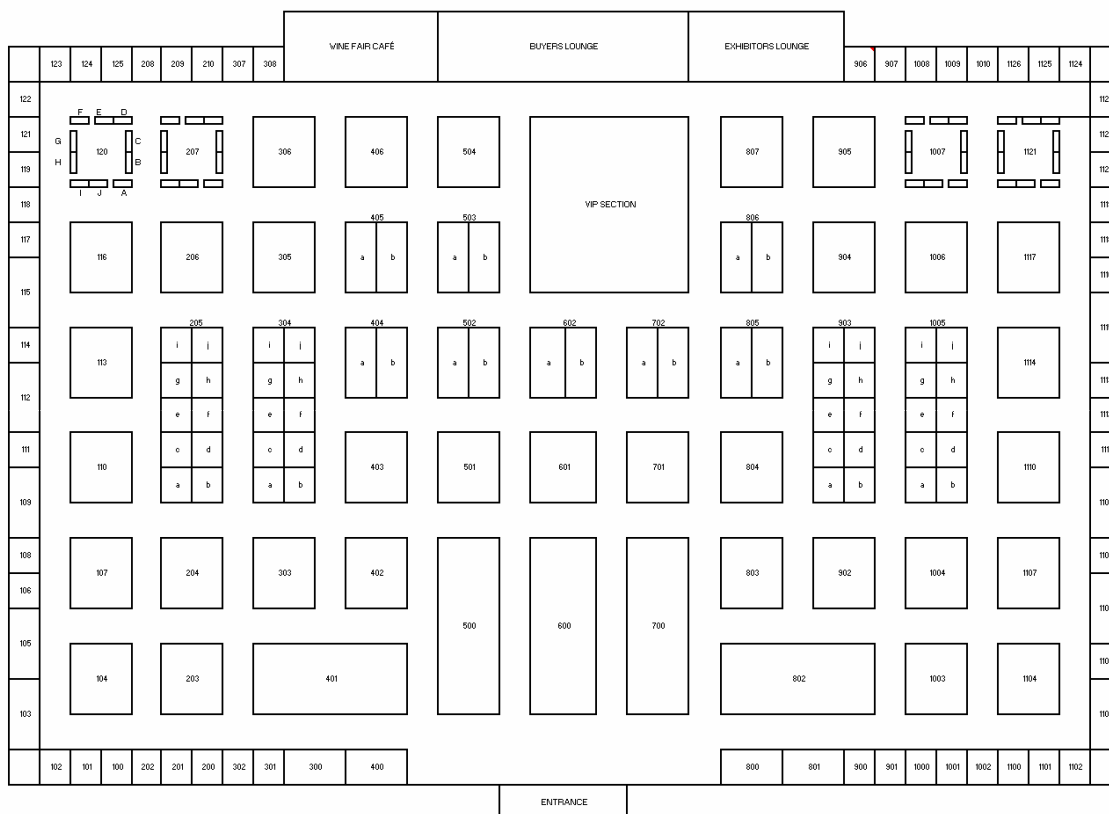 WINE FAIR CAFÉ BUYERS LOUNGE EXHIBITORS LOUNGE
123 124 125 208 209 210 307 308 906 907 1008 1009 1010 1126 1125 1124
122
F E D
121 G 120 C 207 306 406 504 807 905 1007 1121
119 H B
118 I J A VIP SECTION
405 503 806
117 116 206 305 a b a b a b 904 1006 1117
115
205 304 404 502 602 702 805 903 1005
114 i j i j i j i j
113 a b a b a b a b a b 1114
g h g h g h g h
112
e f e f e f e f
111 c d c d c d c d
110 403 501 601 701 804 1110
a b a b a b a b
109
108
107 204 303 402 803 902 1004 1107
106
500 600 700
105
104 203 401 802 1003 1104
103
102 101 100 202 201 200 302 301 300 400 800 801 900 901 1000 1001 1002 1100 1101 1102
ENTRANCE